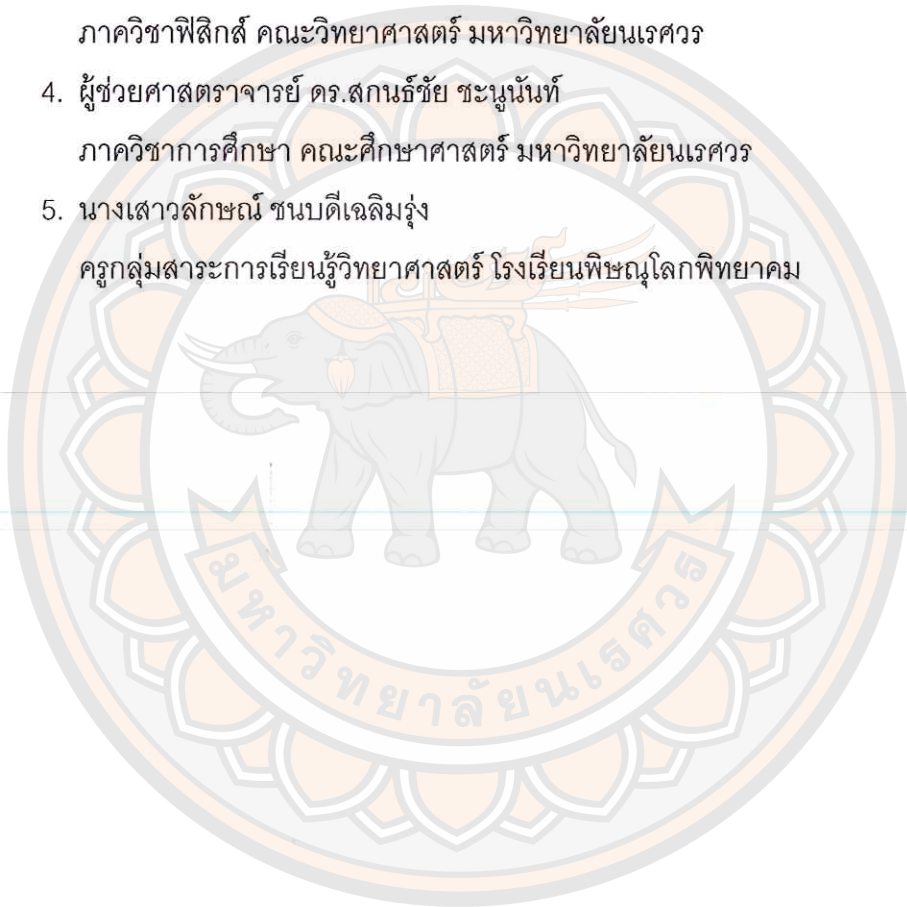 ภาควิชาฟิสิกส์ คณะวิทยาศาสตร์ มหาวิทยาลัยนเรศวร
4. ผู้ช่วยศาสตราจารย์ ดร.สกนธ์ชัย ชะนูนันท์
ภาควิชาการศึกษา คณะศึกษาศาสตร์ มหาวิทยาลัยนเรศวร
5. นางเสาวลักษณ์ ชนบดีเฉลิมรุ่ง
ครูกลุ่มสาระการเรียนรู้วิทยาศาสตร์ โรงเรียนพิษณุโลกพิทยาคม
มหาวิทยาลัยนเรศวร